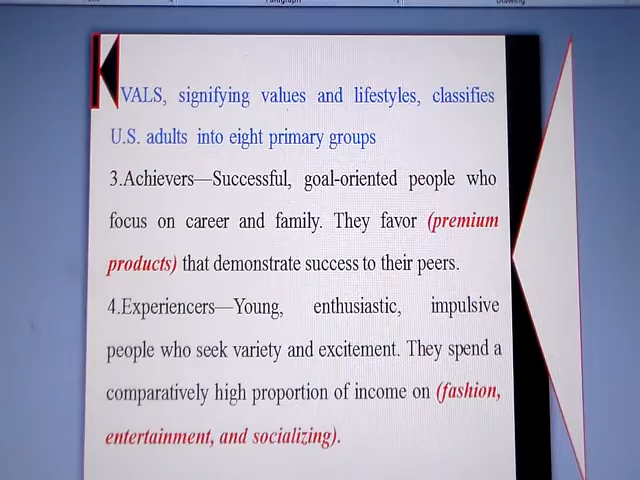 Paragraph
Drawing
VALS, signifying values and lifestyles, classifies
U.S. adults into eight primary groups
3.Achievers—Successful, goal-oriented people who
focus on career and family. They favor (premium
products) that demonstrate success to their peers.
4.Experiencers—Young, enthusiastic, impulsive
people who seek variety and excitement. They spend a
comparatively high proportion of income on (fashion,
entertainment, and socializing).